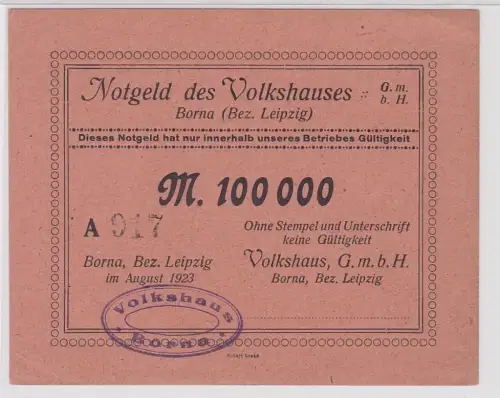 Notgeld des Volkshauses :: G. m. b. H.
Borna (Bez. Leipzig)
Dieses Notgeld hat nur innerhalb unseres Betriebes Gültigkeit
M. 100 000
A 917
Ohne Stempel und Unterschrift
keine Gültigkeit
Borna, Bez. Leipzig
im August 1923
Volkshaus, G. m. b. H.
Borna, Bez. Leipzig
Volkshaus
Borna